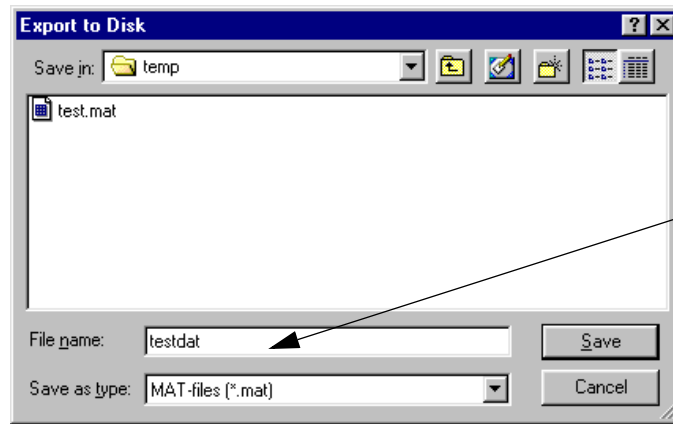 Export to Disk
Save in: temp
test.mat
File name: testdat
Save
Save as type: MAT-files (*.mat)
Cancel